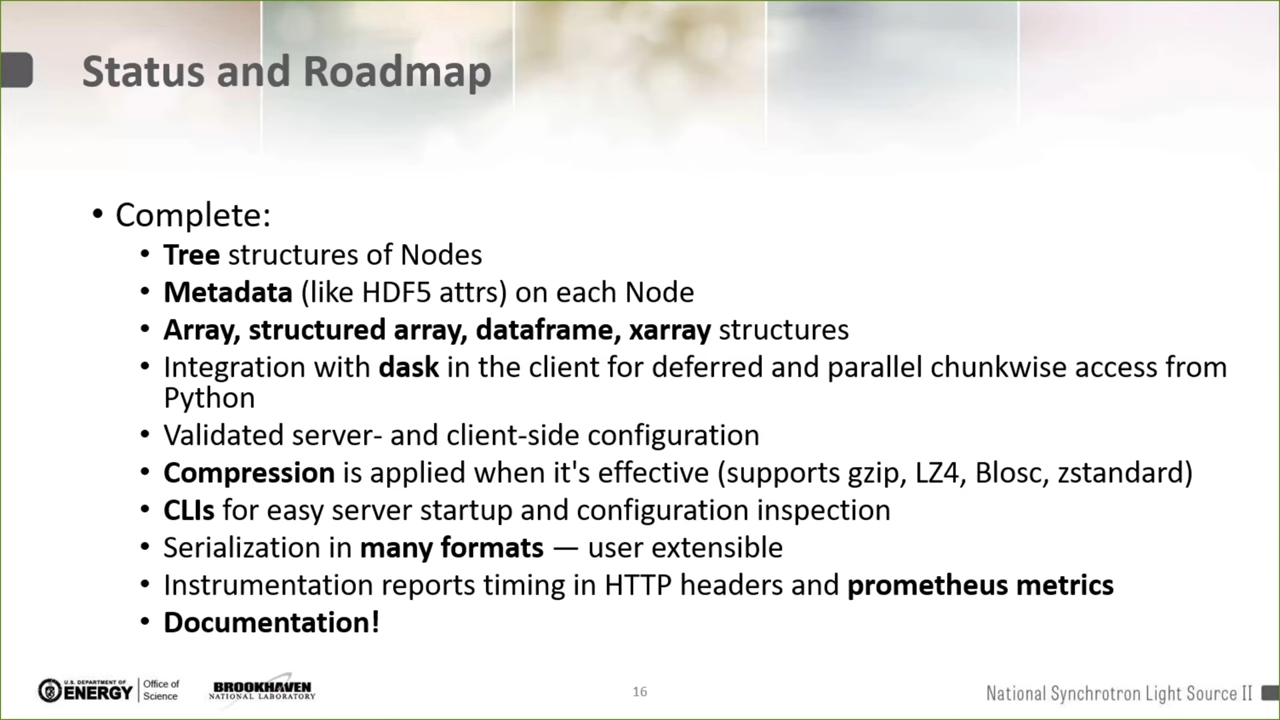 Status and Roadmap
• Complete:
• Tree structures of Nodes
• Metadata (like HDF5 attrs) on each Node
• Array, structured array, dataframe, xarray structures
• Integration with dask in the client for deferred and parallel chunkwise access from
Python
• Validated server- and client-side configuration
• Compression is applied when it's effective (supports gzip, LZ4, Blosc, zstandard)
• CLIs for easy server startup and configuration inspection
• Serialization in many formats — user extensible
• Instrumentation reports timing in HTTP headers and prometheus metrics
• Documentation!
U.S. DEPARTMENT OF
ENERGY
Office of
Science
BROOKHAVEN
NATIONAL LABORATORY
16
National Synchrotron Light Source II